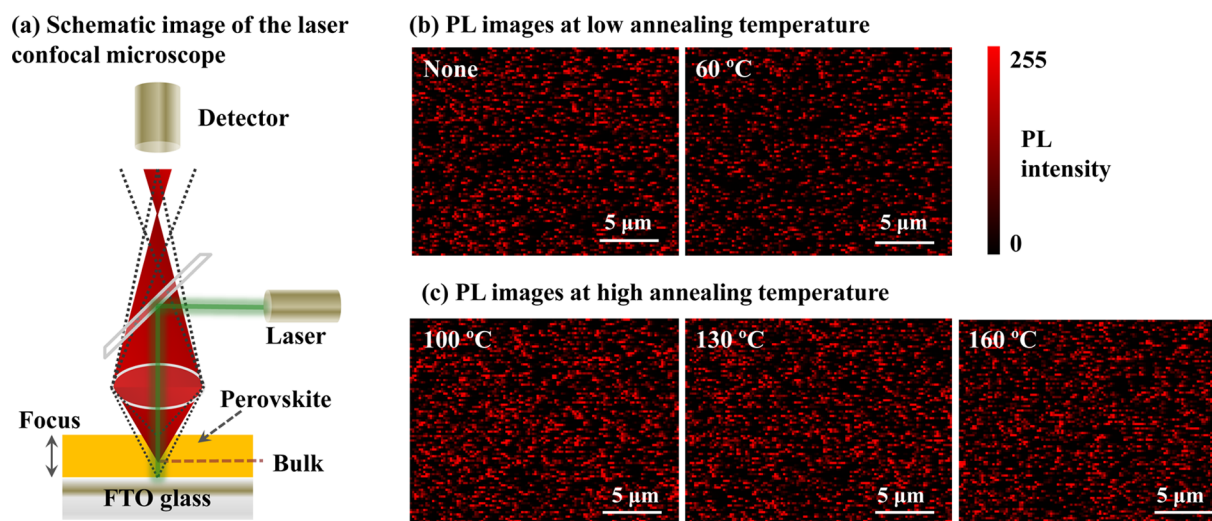 (a) Schematic image of the laser
confocal microscope
Detector
Laser
Perovskite
Focus
Bulk
FTO glass
(b) PL images at low annealing temperature
None
5 μm
60 ºC
5 μm
255
PL
intensity
0
(c) PL images at high annealing temperature
100 ºC
5 μm
130 ºC
5 μm
160 ºC
5 μm